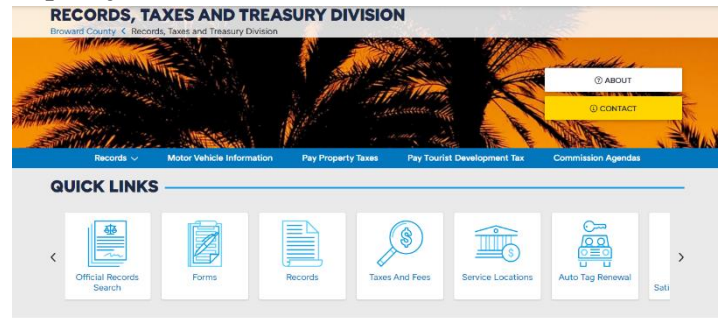 RECORDS, TAXES AND TREASURY DIVISION
Broward County < Records, Taxes and Treasury Division
ABOUT
CONTACT
Records
Motor Vehicle Information
Pay Property Taxes
Pay Tourist Development Tax
Commission Agendas
QUICK LINKS
Official Records
Search
Forms
Records
Taxes And Fees
Service Locations
Auto Tag Renewal
Sati